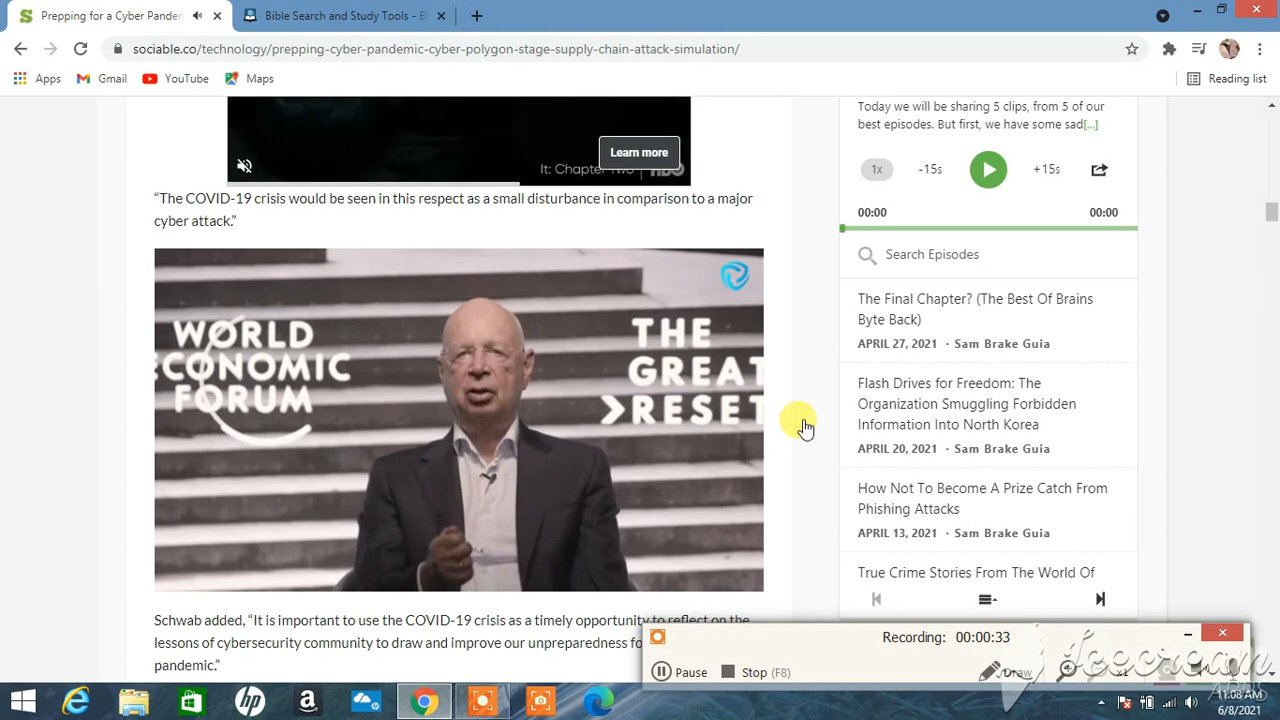 Prepping for a Cyber Pandem
Bible Search and Study Tools - Bl
sociable.co/technology/prepping-cyber-pandemic-cyber-polygon-stage-supply-chain-attack-simulation/
Apps
Gmail
YouTube
Maps
Reading list
Learn more
It: Chapter Two
HBO
“The COVID-19 crisis would be seen in this respect as a small disturbance in comparison to a major
cyber attack.”
WORLD
ECONOMIC
FORUM
THE
GREAT
RESET
Schwab added, “It is important to use the COVID-19 crisis as a timely opportunity to reflect on the
lessons of cybersecurity community to draw and improve our unpreparedness fo
pandemic.”
Today we will be sharing 5 clips, from 5 of our
best episodes. But first, we have some sad[...]
1x
-15s
+15s
00:00
00:00
Search Episodes
The Final Chapter? (The Best Of Brains
Byte Back)
APRIL 27, 2021 · Sam Brake Guia
Flash Drives for Freedom: The
Organization Smuggling Forbidden
Information Into North Korea
APRIL 20, 2021 · Sam Brake Guia
How Not To Become A Prize Catch From
Phishing Attacks
APRIL 13, 2021 · Sam Brake Guia
True Crime Stories From The World Of
Recording: 00:00:33
Pause
Stop (F8)
Draw
x1
Icecream
Apps
11:08 AM
6/8/2021